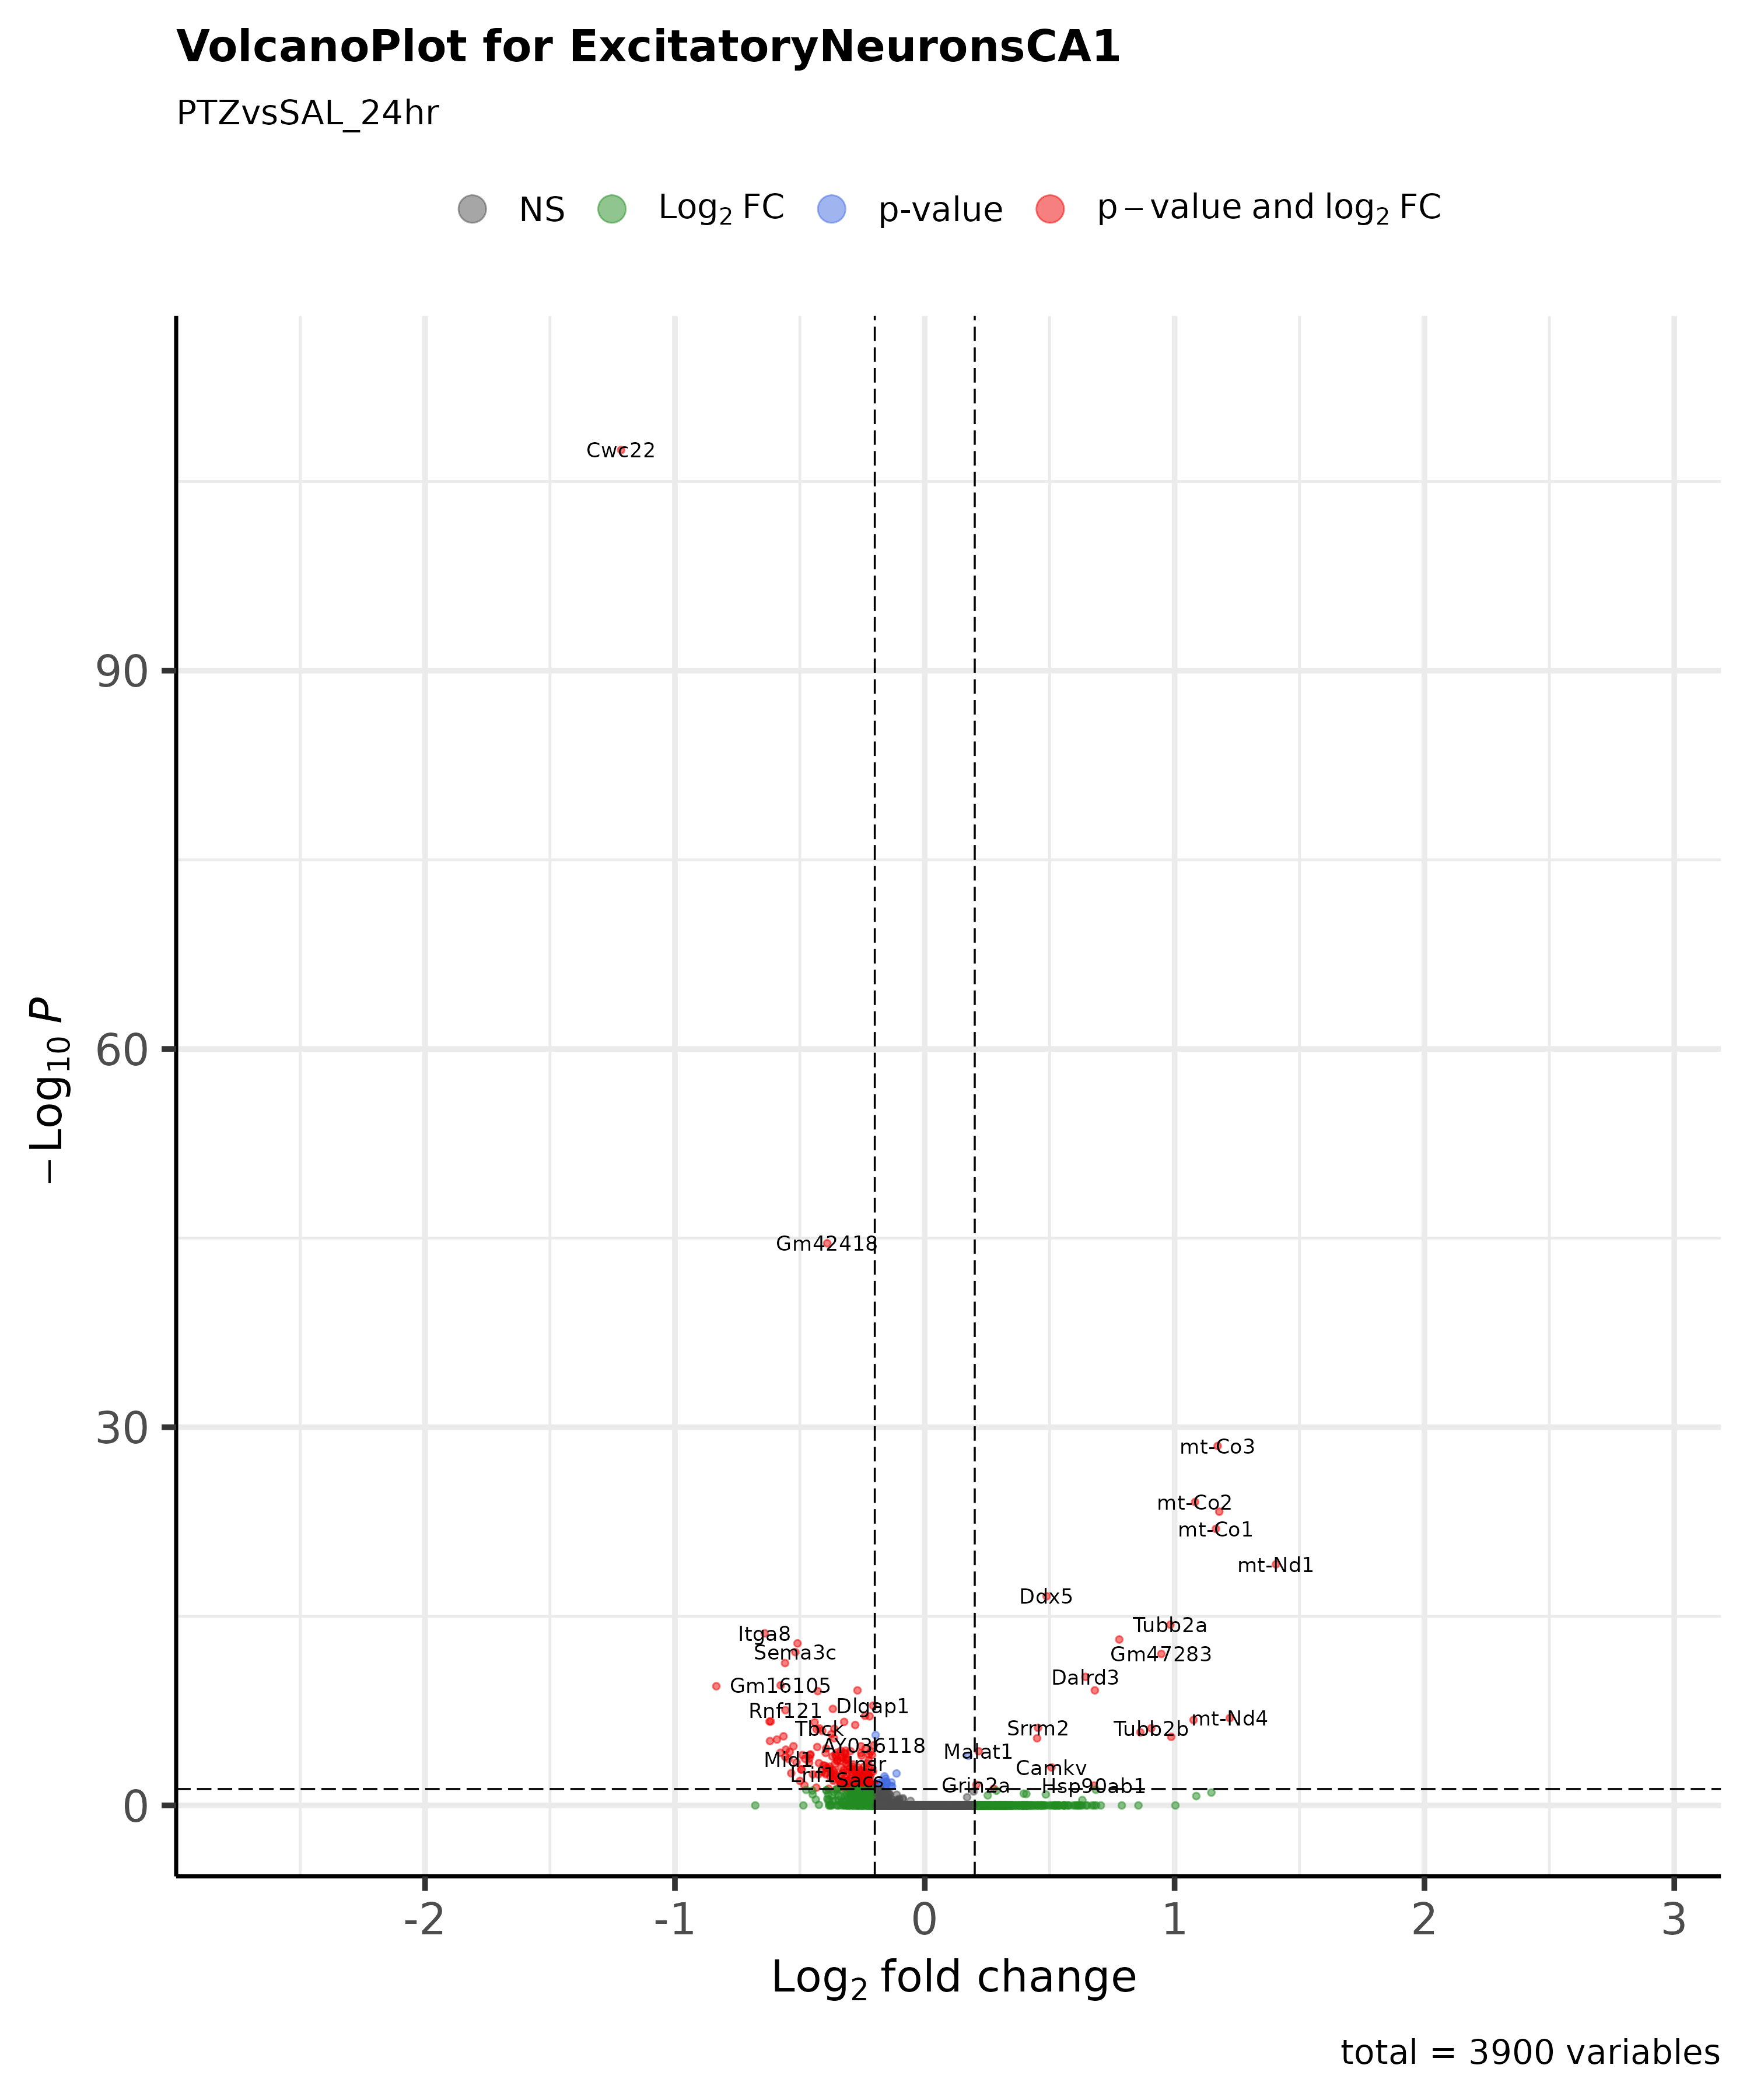 VolcanoPlot for ExcitatoryNeuronsCA1
PTZvsSAL_24hr
NS Log₂ FC p-value p – value and log₂ FC
Cwc22
90
60
−Log₁₀ P
Gm42418
30
mt-Co3
mt-Co2
mt-Co1
mt-Nd1
Ddx5
Tubb2a
Itga8
Sema3c
Gm47283
Dalrd3
Gm16105
Dlgap1
Rnf121
mt-Nd4
Tbck
Srrm2
Tubb2b
AY036118
Malat1
Mid1
Insr
Camkv
Lrif1
Sacs
Grin2a
Hsp90ab1
0
-2 -1 0 1 2 3
Log₂ fold change
total = 3900 variables